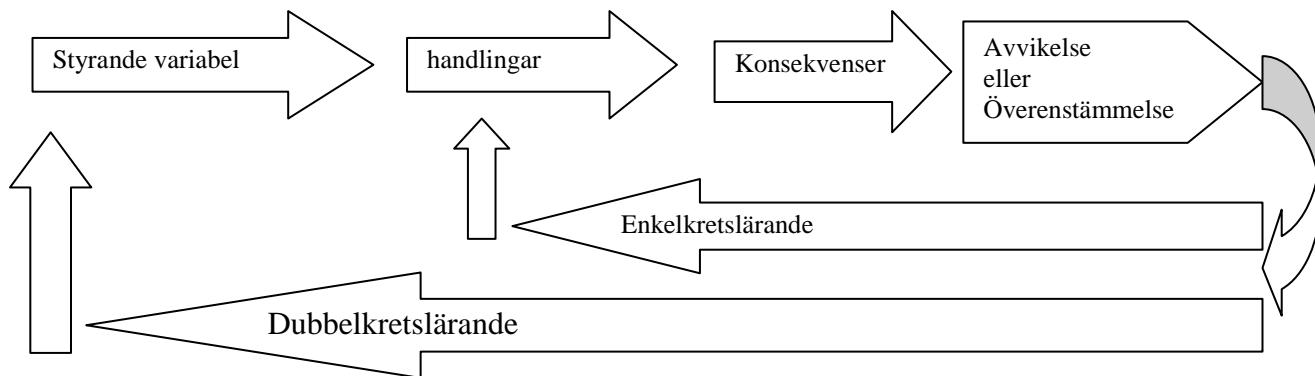 Styrande variabel
handlingar
Konsekvenser
Avvikelse
eller
Överenstämmelse
Enkelkretslärande
Dubbelkretslärande